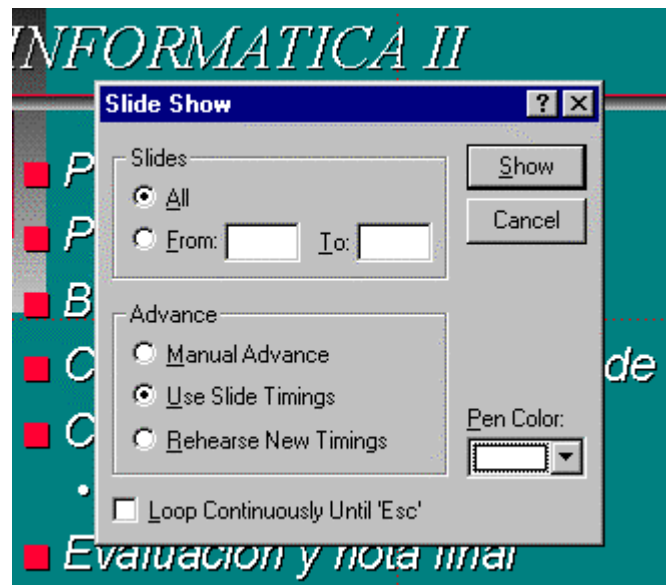 INFORMATICA II
Slide Show
P
Slides
Show
All
P
From: To:
Cancel
B
Advance
C
Manual Advance
de
Use Slide Timings
C
Rehearse New Timings
Pen Color:
Loop Continuously Until 'Esc'
Evaluación y nota final